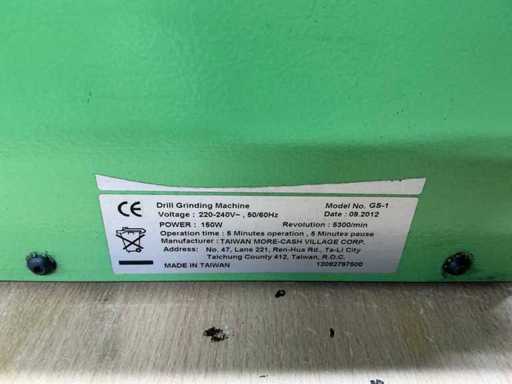 CE
Drill Grinding Machine Model No. GS-1
Voltage : 220-240V~ , 50/60Hz Date : 09.2012
POWER : 150W Revolution : 5300/min
Operation time : 5 Minutes operation , 5 Minutes pause
Manufacturer : TAIWAN MORE-CASH VILLAGE CORP.
Address: No. 47, Lane 221, Ren-Hua Rd., Ta-Li City
Taichung County 412, Taiwan, R.O.C.
MADE IN TAIWAN 12092797500